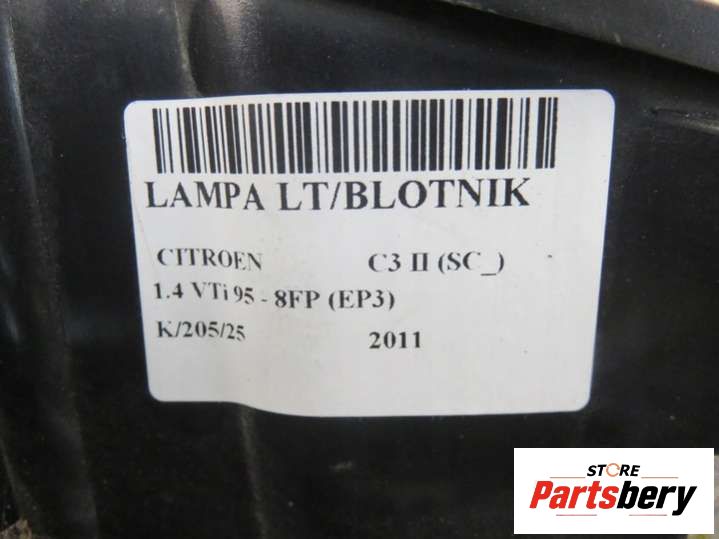 LAMPA LT/BLOTNIK
CITROEN C3 II (SC_)
1.4 VTi 95 - 8FP (EP3)
K/205/25 2011
STORE
Partsbery